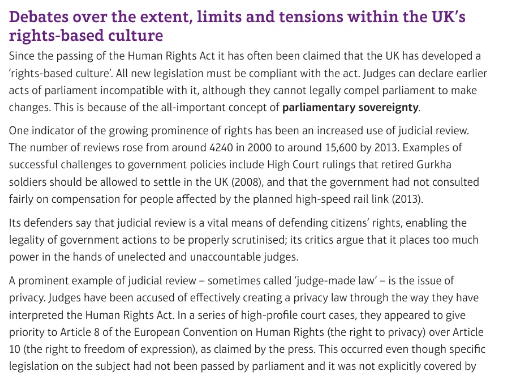 Debates over the extent, limits and tensions within the UK's
rights-based culture
Since the passing of the Human Rights Act it has often been claimed that the UK has developed a
'rights-based culture'. All new legislation must be compliant with the act. Judges can declare earlier
acts of parliament incompatible with it, although they cannot legally compel parliament to make
changes. This is because of the all-important concept of parliamentary sovereignty.
One indicator of the growing prominence of rights has been an increased use of judicial review.
The number of reviews rose from around 4240 in 2000 to around 15,600 by 2013. Examples of
successful challenges to government policies include High Court rulings that retired Gurkha
soldiers should be allowed to settle in the UK (2008), and that the government had not consulted
fairly on compensation for people affected by the planned high-speed rail link (2013).
Its defenders say that judicial review is a vital means of defending citizens' rights, enabling the
legality of government actions to be properly scrutinised; its critics argue that it places too much
power in the hands of unelected and unaccountable judges.
A prominent example of judicial review – sometimes called 'judge-made law' – is the issue of
privacy. Judges have been accused of effectively creating a privacy law through the way they have
interpreted the Human Rights Act. In a series of high-profile court cases, they appeared to give
priority to Article 8 of the European Convention on Human Rights (the right to privacy) over Article
10 (the right to freedom of expression), as claimed by the press. This occurred even though specific
legislation on the subject had not been passed by parliament and it was not explicitly covered by